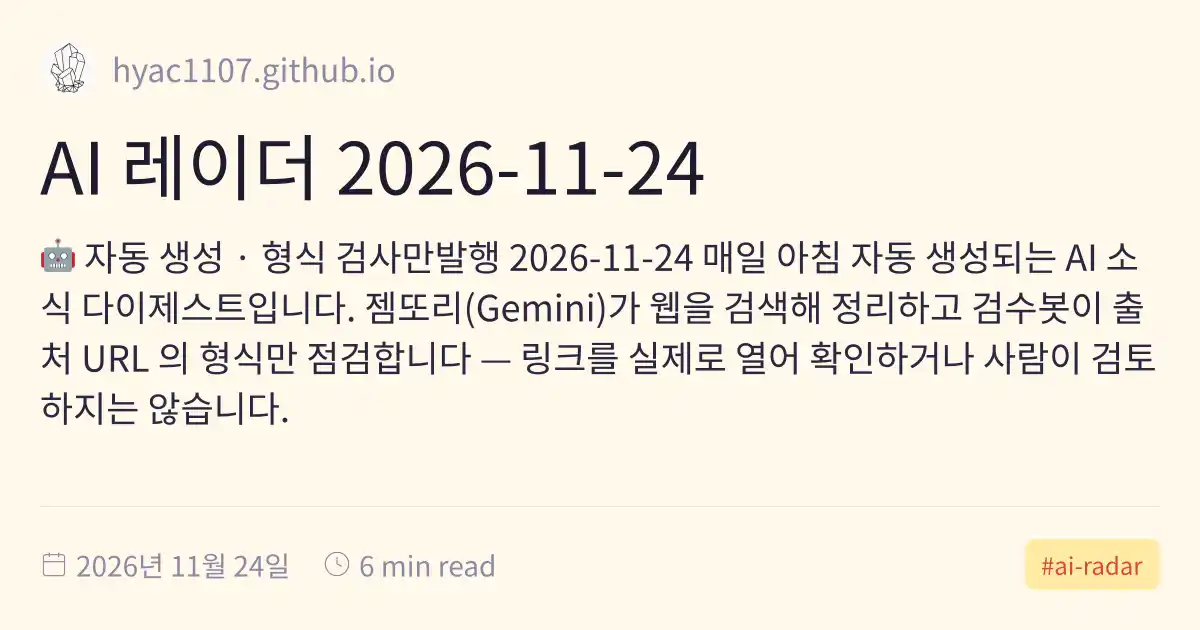 hyac1107.github.io
AI 레이더 2026-11-24
🤖 자동 생성 · 형식 검사만발행 2026-11-24 매일 아침 자동 생성되는 AI 소
식 다이제스트입니다. 젬또리(Gemini)가 웹을 검색해 정리하고 검수봇이 출
처 URL 의 형식만 점검합니다 — 링크를 실제로 열어 확인하거나 사람이 검토
하지는 않습니다.
2026년 11월 24일 6 min read
#ai-radar